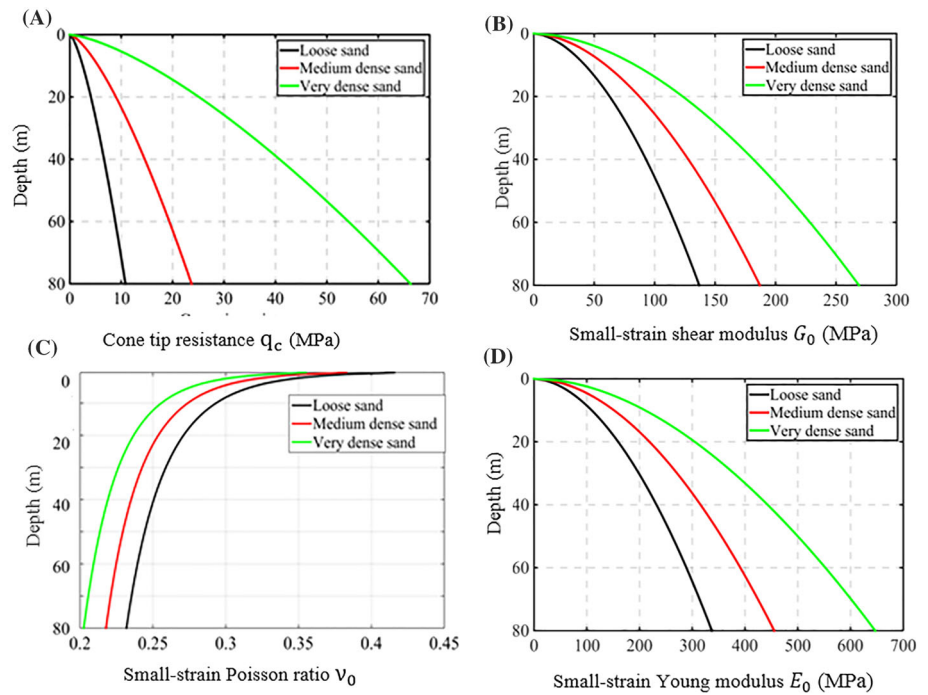 (A)
0
20
40
60
80
Depth (m)
Loose sand
Medium dense sand
Very dense sand
0 10 20 30 40 50 60 70
Cone tip resistance qc (MPa)
(B)
0
20
40
60
80
Depth (m)
Loose sand
Medium dense sand
Very dense sand
0 50 100 150 200 250 300
Small-strain shear modulus G0 (MPa)
(C)
0
20
40
60
80
Depth (m)
Loose sand
Medium dense sand
Very dense sand
0.2 0.25 0.3 0.35 0.4 0.45
Small-strain Poisson ratio ν0
(D)
0
20
40
60
80
Depth (m)
Loose sand
Medium dense sand
Very dense sand
0 100 200 300 400 500 600 700
Small-strain Young modulus E0 (MPa)